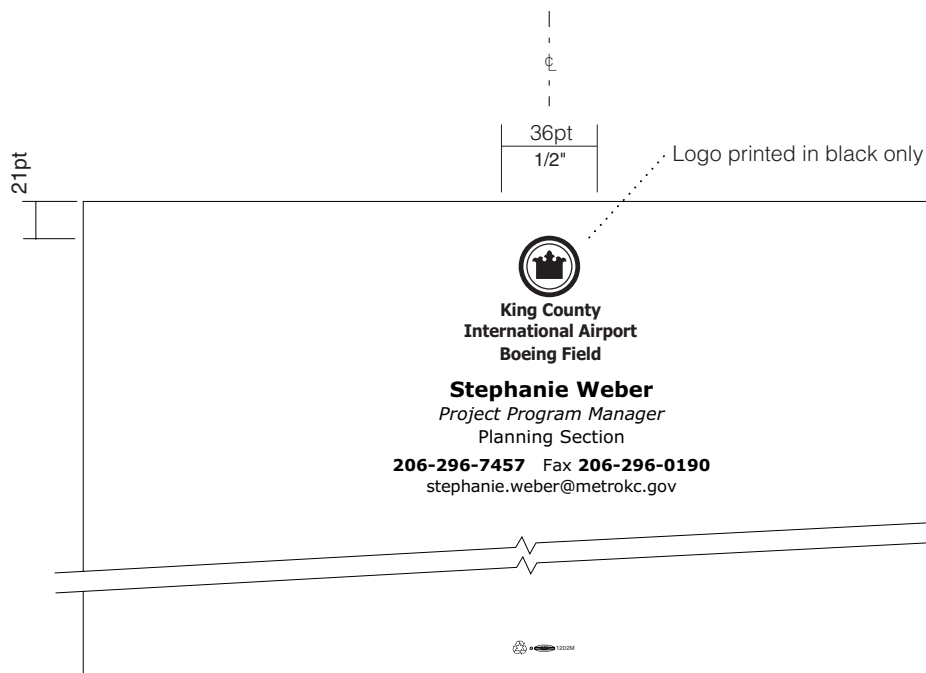 ℄
36pt
1/2"
21pt
Logo printed in black only
King County
International Airport
Boeing Field
Stephanie Weber
Project Program Manager
Planning Section
206-296-7457 Fax 206-296-0190
stephanie.weber@metrokc.gov
1202M